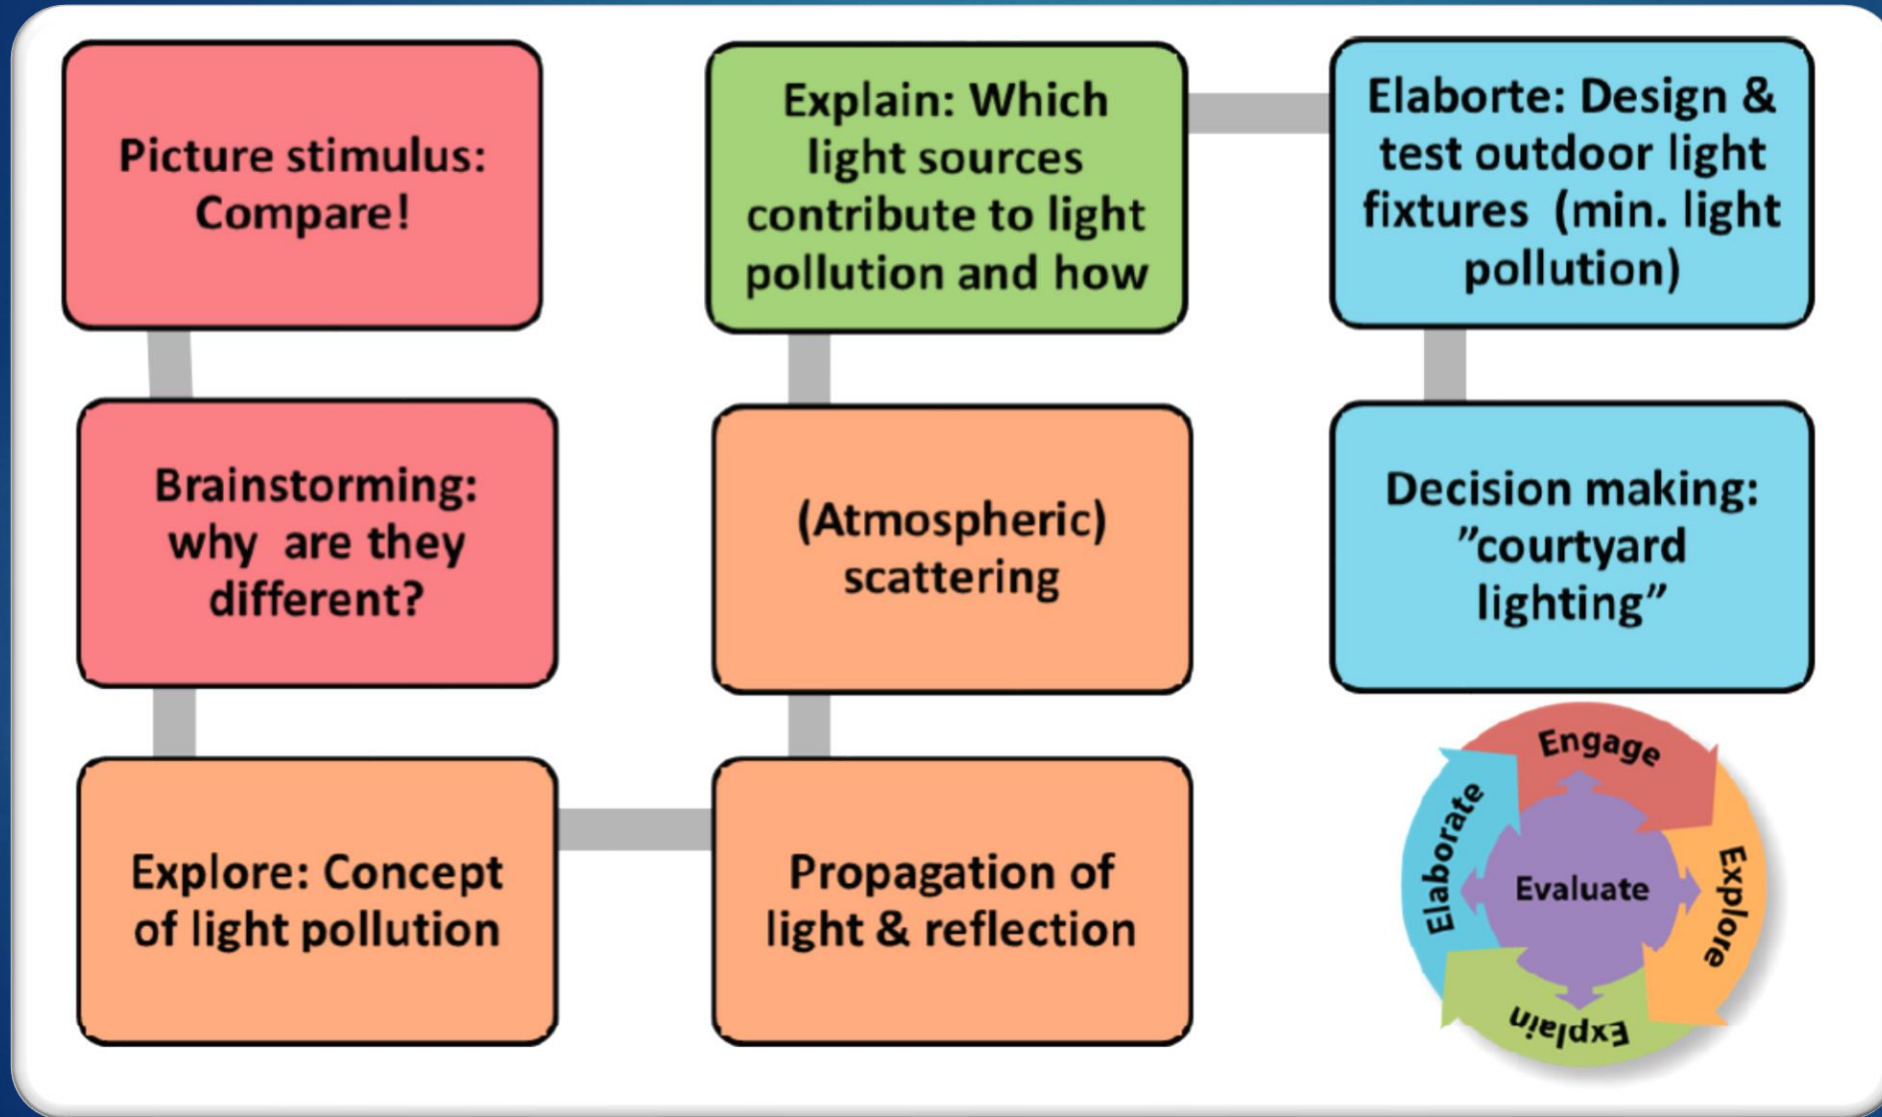 Picture stimulus:
Compare!
Brainstorming:
why  are they
different?
Explore: Concept
of light pollution
Propagation of
light & reflection
(Atmospheric)
scattering
Explain: Which
light sources
contribute to light
pollution and how
Elaborte: Design &
test outdoor light
fixtures  (min. light
pollution)
Decision making:
”courtyard
lighting”
Engage
Explore
Explain
Elaborate
Evaluate